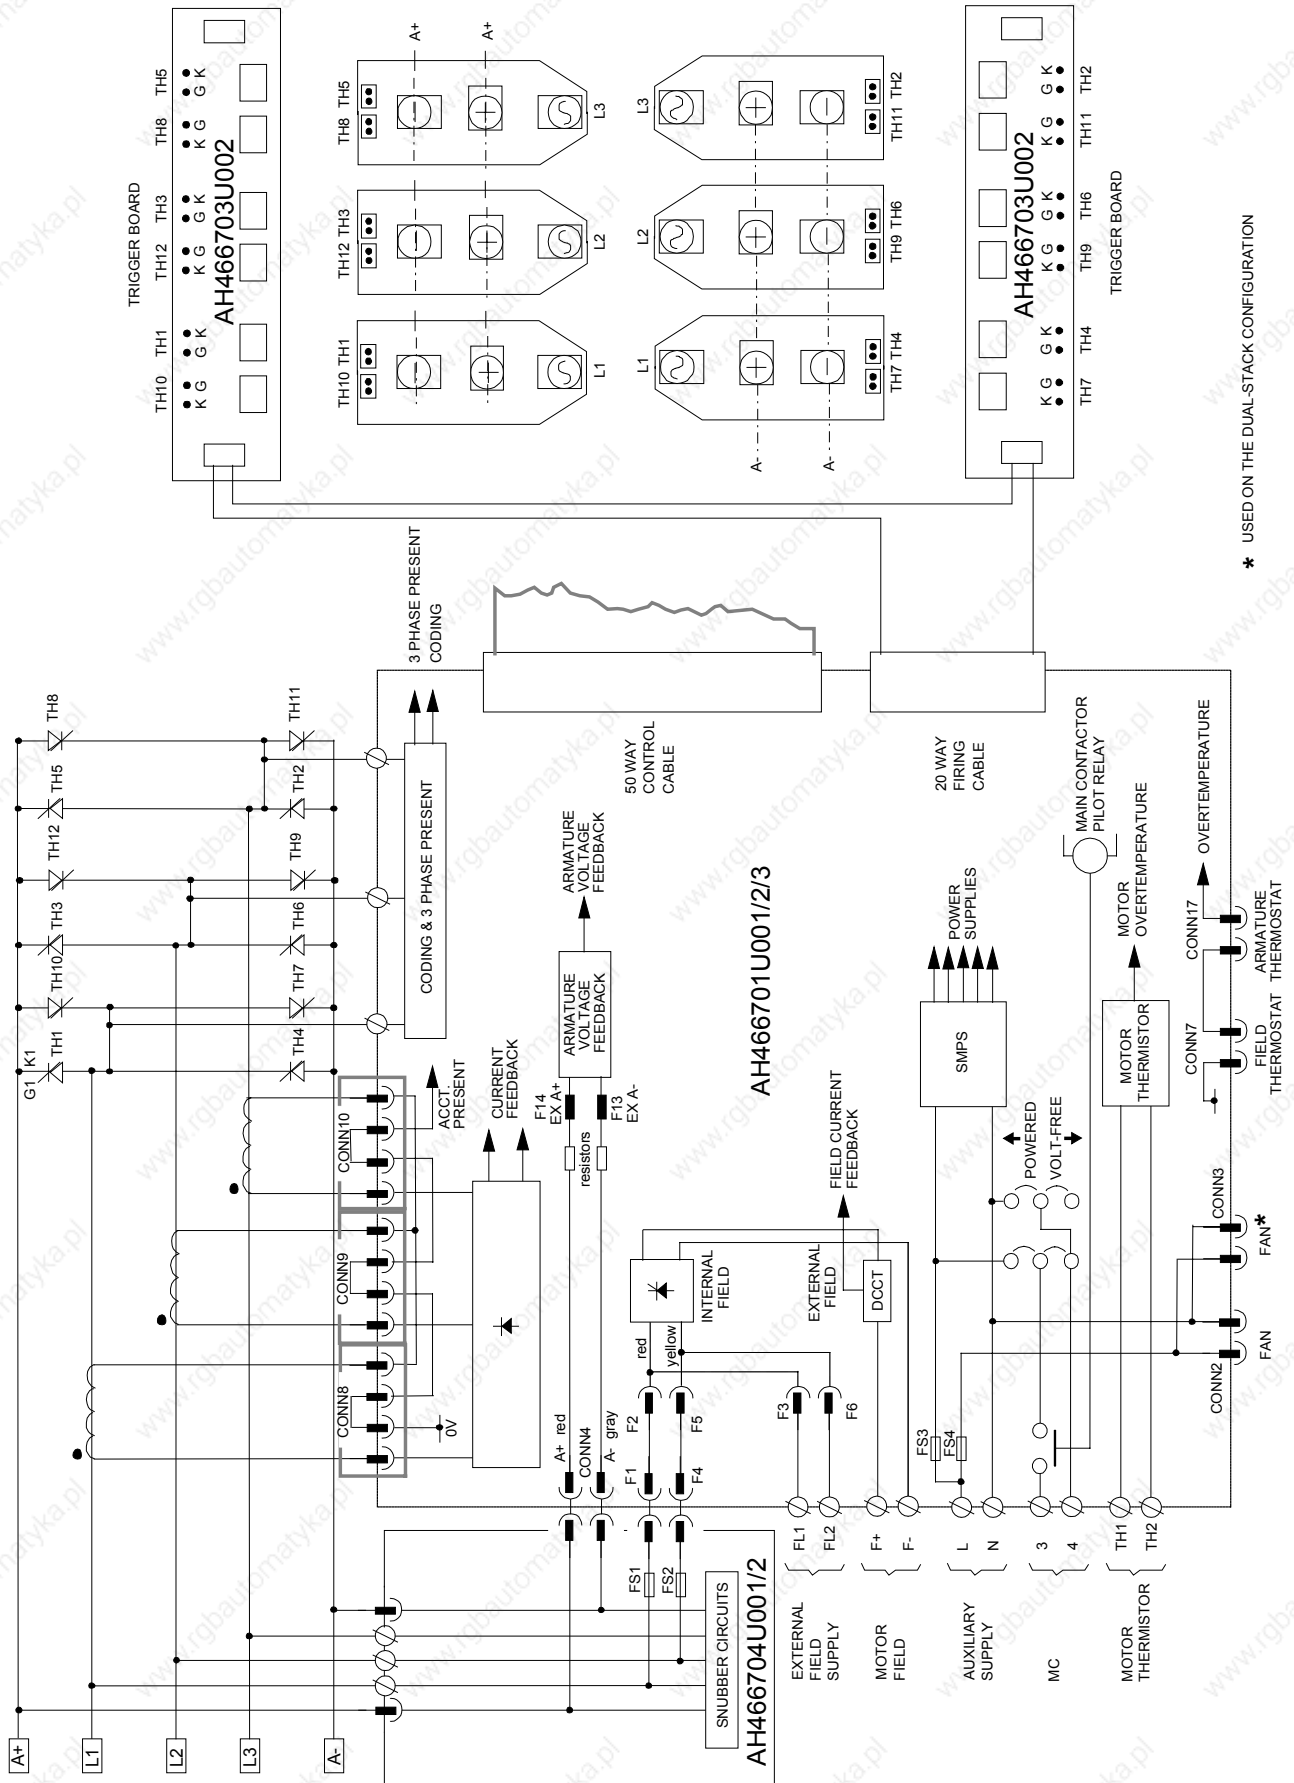 TRIGGER BOARD
TH10 TH1 TH12 TH3 TH8 TH5
K G G K K G G K K G G K
AH466703U002
A+
A+
TH10 TH1
L1
TH12 TH3
L2
TH8 TH5
L3
L1
TH7 TH4
L2
TH9 TH6
L3
TH11 TH2
A-
A-
AH466703U002
K G G K K G G K K G G K
TH7 TH4 TH9 TH6 TH11 TH2
TRIGGER BOARD
* USED ON THE DUAL-STACK CONFIGURATION
A+
L1
L2
L3
A-
G1 K1
TH1
TH10
TH3
TH12
TH5
TH8
TH4
TH7
TH6
TH9
TH2
TH11
3 PHASE PRESENT
CODING
CODING & 3 PHASE PRESENT
CONN8
CONN9
CONN10
0V
ACCT.
PRESENT
CURRENT
FEEDBACK
50 WAY
CONTROL
CABLE
20 WAY
FIRING
CABLE
A+ red
CONN4
A- gray
resistors
F14
EX A+
F13
EX A-
ARMATURE
VOLTAGE
FEEDBACK
ARMATURE
VOLTAGE
FEEDBACK
AH466701U001/2/3
F1
F2
F4
F5
red
yellow
INTERNAL
FIELD
F3
F6
EXTERNAL
FIELD
DCCT
FIELD CURRENT
FEEDBACK
FS1
FS2
SNUBBER CIRCUITS
AH466704U001/2
FL1
FL2
EXTERNAL
FIELD
SUPPLY
F+
F-
MOTOR
FIELD
L
N
AUXILIARY
SUPPLY
FS3
FS4
SMPS
POWER
SUPPLIES
3
4
MC
POWERED
VOLT-FREE
MAIN CONTACTOR
PILOT RELAY
TH1
TH2
MOTOR
THERMISTOR
MOTOR
THERMISTOR
MOTOR
OVERTEMPERATURE
CONN2
FAN
CONN3
FAN*
CONN7
FIELD
THERMOSTAT
CONN17
ARMATURE
THERMOSTAT
OVERTEMPERATURE
www.rgbautomatyka.pl